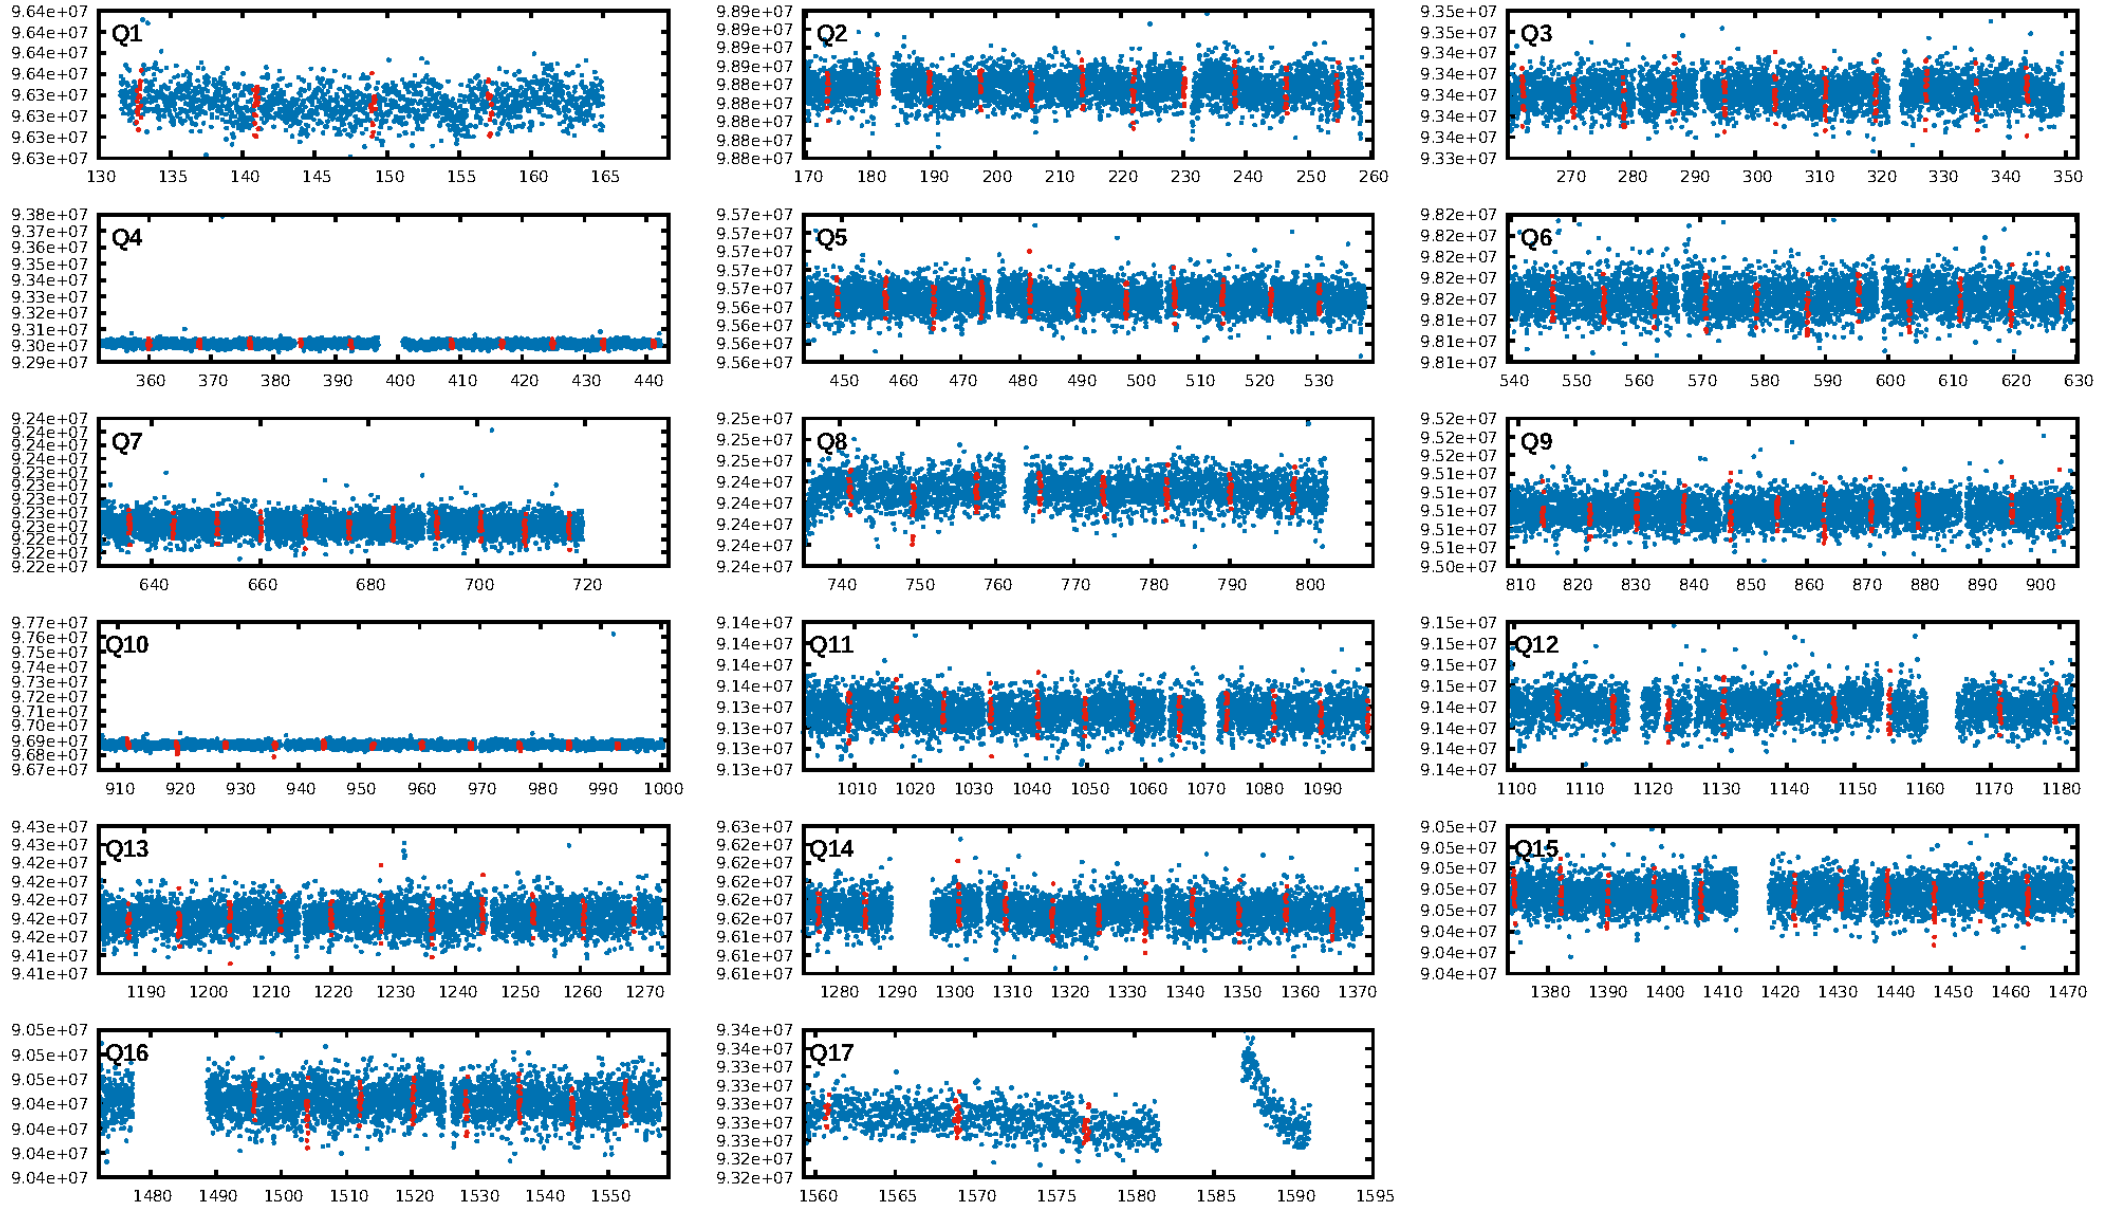 Q1
9.64e+07
9.64e+07
9.64e+07
9.64e+07
9.63e+07
9.63e+07
9.63e+07
9.63e+07
130 135 140 145 150 155 160 165
Q2
9.89e+07
9.89e+07
9.89e+07
9.89e+07
9.88e+07
9.88e+07
9.88e+07
9.88e+07
9.88e+07
170 180 190 200 210 220 230 240 250 260
Q3
9.35e+07
9.35e+07
9.34e+07
9.34e+07
9.34e+07
9.34e+07
9.34e+07
9.33e+07
270 280 290 300 310 320 330 340 350
Q4
9.38e+07
9.37e+07
9.36e+07
9.35e+07
9.34e+07
9.33e+07
9.32e+07
9.31e+07
9.30e+07
9.29e+07
360 370 380 390 400 410 420 430 440
Q5
9.57e+07
9.57e+07
9.57e+07
9.57e+07
9.57e+07
9.56e+07
9.56e+07
9.56e+07
9.56e+07
450 460 470 480 490 500 510 520 530
Q6
9.82e+07
9.82e+07
9.82e+07
9.82e+07
9.82e+07
9.81e+07
9.81e+07
9.81e+07
540 550 560 570 580 590 600 610 620 630
Q7
9.24e+07
9.24e+07
9.24e+07
9.24e+07
9.23e+07
9.23e+07
9.23e+07
9.23e+07
9.22e+07
9.22e+07
9.22e+07
9.22e+07
640 660 680 700 720
Q8
9.25e+07
9.25e+07
9.25e+07
9.24e+07
9.24e+07
9.24e+07
9.24e+07
9.24e+07
740 750 760 770 780 790 800
Q9
9.52e+07
9.52e+07
9.52e+07
9.51e+07
9.51e+07
9.51e+07
9.51e+07
9.51e+07
9.50e+07
810 820 830 840 850 860 870 880 890 900
Q10
9.77e+07
9.76e+07
9.75e+07
9.74e+07
9.73e+07
9.72e+07
9.71e+07
9.70e+07
9.69e+07
9.68e+07
9.67e+07
910 920 930 940 950 960 970 980 990 1000
Q11
9.14e+07
9.14e+07
9.14e+07
9.14e+07
9.13e+07
9.13e+07
9.13e+07
9.13e+07
1010 1020 1030 1040 1050 1060 1070 1080 1090
Q12
9.15e+07
9.15e+07
9.15e+07
9.15e+07
9.14e+07
9.14e+07
9.14e+07
9.14e+07
1100 1110 1120 1130 1140 1150 1160 1170 1180
Q13
9.43e+07
9.43e+07
9.42e+07
9.42e+07
9.42e+07
9.42e+07
9.42e+07
9.41e+07
9.41e+07
1190 1200 1210 1220 1230 1240 1250 1260 1270
Q14
9.63e+07
9.62e+07
9.62e+07
9.62e+07
9.62e+07
9.62e+07
9.61e+07
9.61e+07
9.61e+07
1280 1290 1300 1310 1320 1330 1340 1350 1360 1370
Q15
9.05e+07
9.05e+07
9.05e+07
9.05e+07
9.05e+07
9.04e+07
9.04e+07
9.04e+07
1380 1390 1400 1410 1420 1430 1440 1450 1460 1470
Q16
9.05e+07
9.05e+07
9.05e+07
9.04e+07
9.04e+07
9.04e+07
9.04e+07
1480 1490 1500 1510 1520 1530 1540 1550
Q17
9.34e+07
9.34e+07
9.33e+07
9.33e+07
9.33e+07
9.33e+07
9.33e+07
9.32e+07
9.32e+07
1560 1565 1570 1575 1580 1585 1590 1595